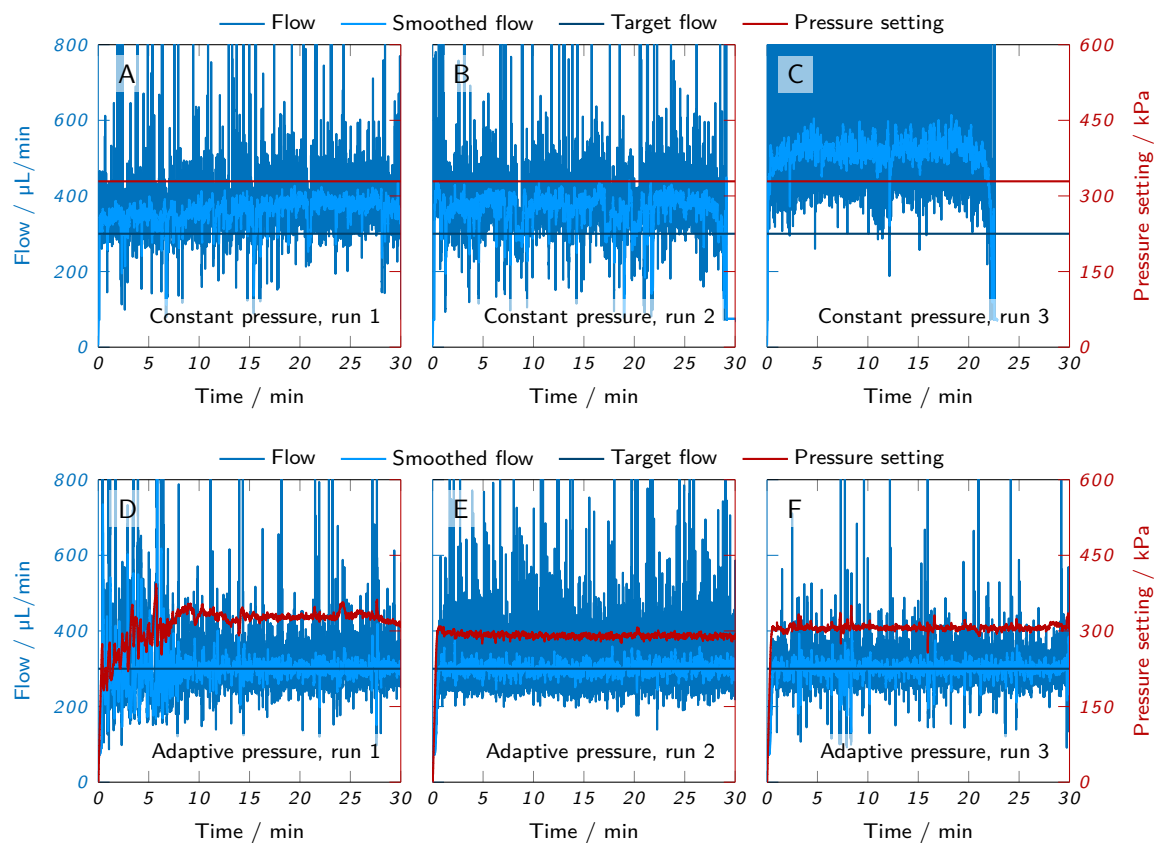 Flow Smoothed flow Target flow Pressure setting
800 600
A B C
600 450
400 300
200 150
Constant pressure, run 1 Constant pressure, run 2 Constant pressure, run 3
0 0
Flow / µL/min
Pressure setting / kPa
0 5 10 15 20 25 30 0 5 10 15 20 25 30 0 5 10 15 20 25 30
Time / min Time / min Time / min
Flow Smoothed flow Target flow Pressure setting
800 600
D E F
600 450
400 300
200 150
Adaptive pressure, run 1 Adaptive pressure, run 2 Adaptive pressure, run 3
0 0
Flow / µL/min
Pressure setting / kPa
0 5 10 15 20 25 30 0 5 10 15 20 25 30 0 5 10 15 20 25 30
Time / min Time / min Time / min